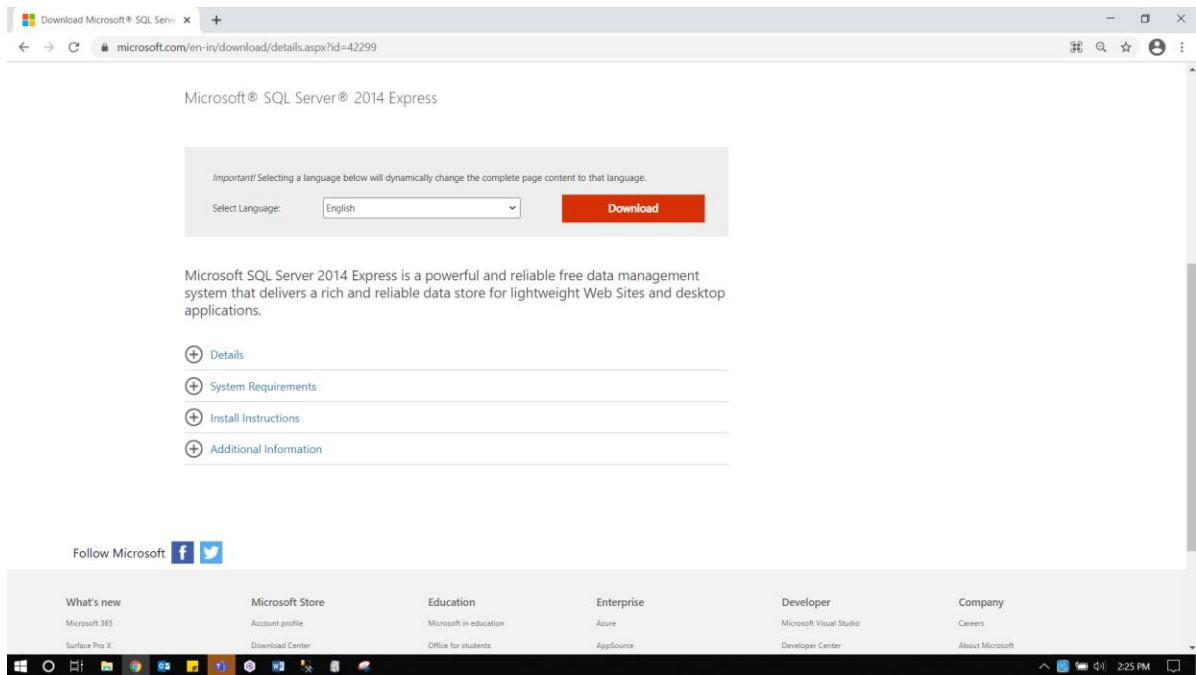 Download Microsoft® SQL Serve
microsoft.com/en-in/download/details.aspx?id=42299
Microsoft® SQL Server® 2014 Express
Important! Selecting a language below will dynamically change the complete page content to that language.
Select Language: English Download
Microsoft SQL Server 2014 Express is a powerful and reliable free data management
system that delivers a rich and reliable data store for lightweight Web Sites and desktop
applications.
Details
System Requirements
Install Instructions
Additional Information
Follow Microsoft
What's new Microsoft Store Education Enterprise Developer Company
Microsoft 365 Account profile Microsoft in education Azure Microsoft Visual Studio Careers
Surface Pro X Download Center Office for students AppSource Developer Center About Microsoft
2:25 PM